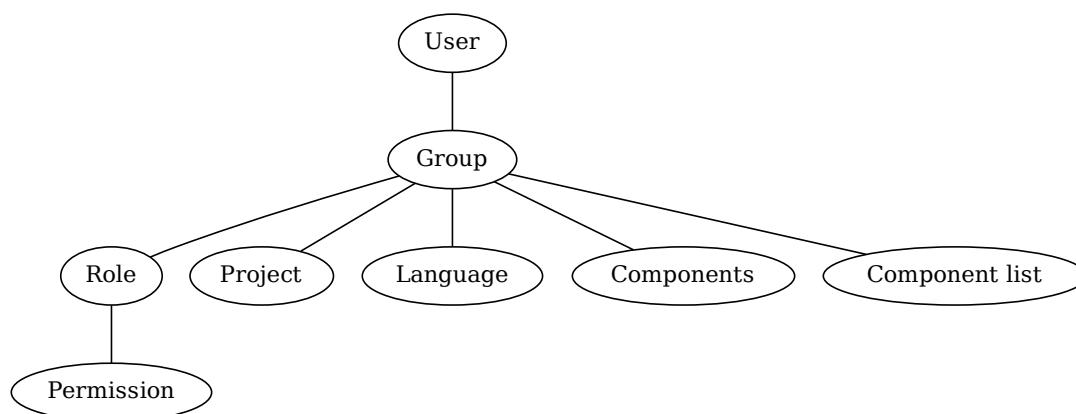 User
Group
Role
Project
Language
Components
Component list
Permission